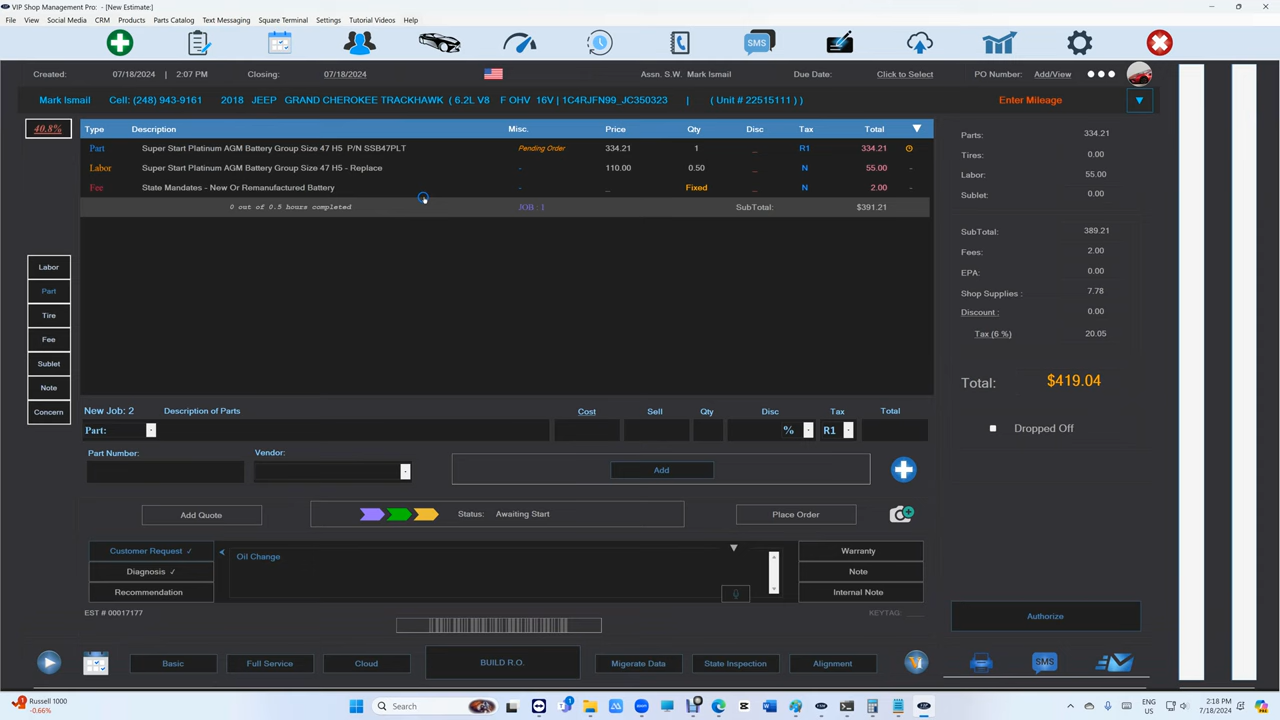 VIP Shop Management Pro: - [New Estimate:]
File View Social Media CRM Products Parts Catalog Text Messaging Square Terminal Settings Tutorial Videos Help
SMS
Created: 07/18/2024 | 2:07 PM Closing: 07/18/2024 Assn. S.W. Mark Ismail Due Date: Click to Select PO Number: Add/View
Mark Ismail Cell: (248) 943-9161 2018 JEEP GRAND CHEROKEE TRACKHAWK ( 6.2L V8 F OHV 16V | 1C4RJFN99_JC350323 | ( Unit # 22515111 ) ) Enter Mileage
40.8%
Type Description Misc. Price Qty Disc Tax Total
Part Super Start Platinum AGM Battery Group Size 47 H5 P/N SSB47PLT Pending Order 334.21 1 _ R1 334.21
Labor Super Start Platinum AGM Battery Group Size 47 H5 - Replace - 110.00 0.50 _ N 55.00 -
Fee State Mandates - New Or Remanufactured Battery - _ Fixed _ N 2.00 -
0 out of 0.5 hours completed JOB : 1 SubTotal: $391.21
Parts: 334.21
Tires: 0.00
Labor: 55.00
Sublet: 0.00
SubTotal: 389.21
Fees: 2.00
EPA: 0.00
Shop Supplies : 7.78
Discount : 0.00
Tax (6 %) 20.05
Total: $419.04
Dropped Off
Labor
Part
Tire
Fee
Sublet
Note
Concern
New Job: 2 Description of Parts Cost Sell Qty Disc Tax Total
Part: % R1
Part Number: Vendor:
Add
Add Quote Status: Awaiting Start Place Order
Customer Request ✓ Oil Change Warranty
Diagnosis ✓ Note
Recommendation Internal Note
EST # 00017177 KEYTAG: ____
Authorize
Basic Full Service Cloud BUILD R.O. Migerate Data State Inspection Alignment SMS
Russell 1000
-0.66%
Search
ENG
US
2:18 PM
7/18/2024